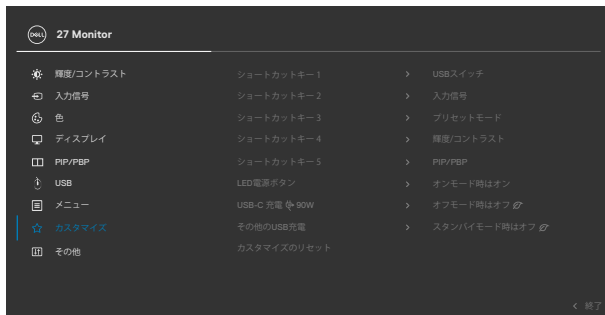 DELL 27 Monitor
輝度/コントラスト ショートカットキー 1 > USBスイッチ
入力信号 ショートカットキー 2 > 入力信号
色 ショートカットキー 3 > プリセットモード
ディスプレイ ショートカットキー 4 > 輝度/コントラスト
PIP/PBP ショートカットキー 5 > PIP/PBP
USB LED電源ボタン > オンモード時はオン
メニュー USB-C 充電 90W > オフモード時はオフ
カスタマイズ その他のUSB充電 > スタンバイモード時はオフ
その他 カスタマイズのリセット
< 終了